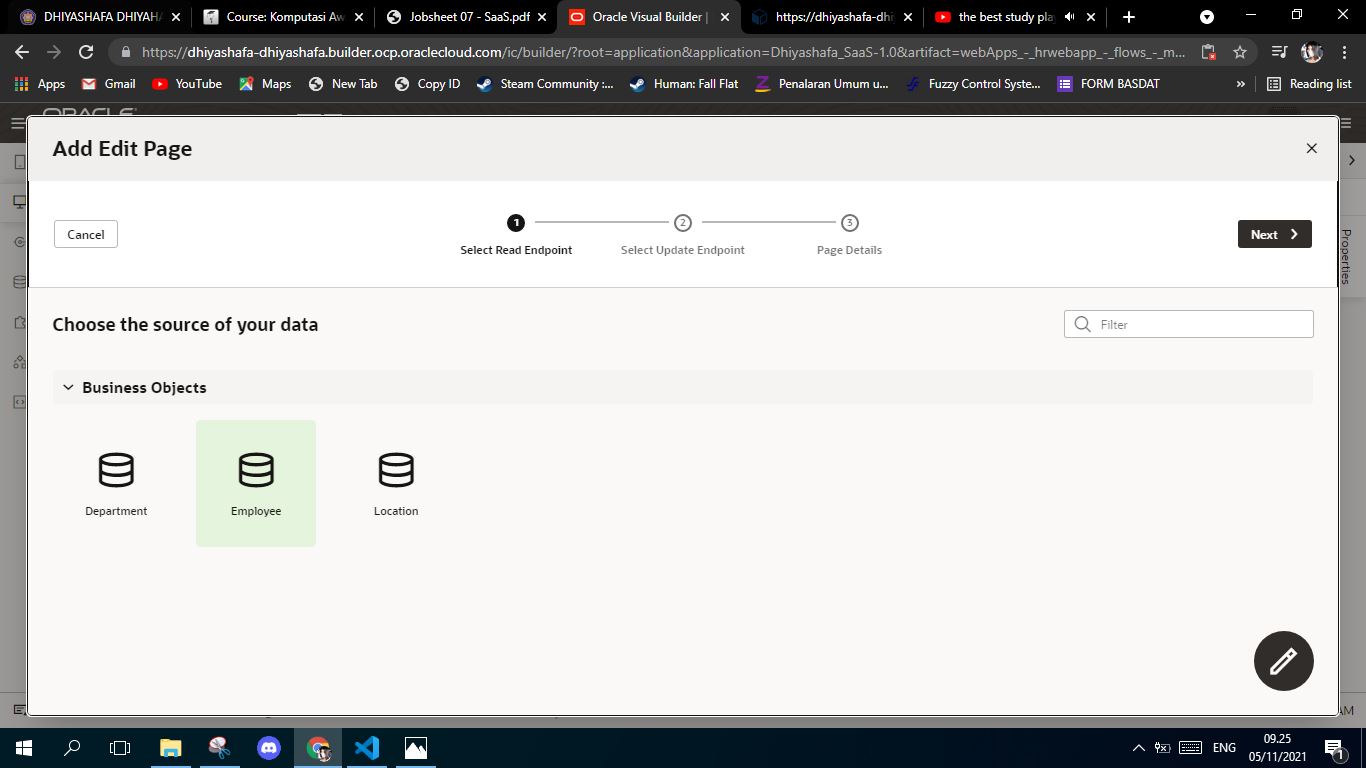 DHIYASHAFA DHIYAHA
Course: Komputasi Aw
Jobsheet 07 - SaaS.pdf
Oracle Visual Builder |
https://dhiyashafa-dhi
the best study pla
https://dhiyashafa-dhiyashafa.builder.ocp.oraclecloud.com/ic/builder/?root=application&application=Dhiyashafa_SaaS-1.0&artifact=webApps_-_hrwebapp_-_flows_-_m...
Apps
Gmail
YouTube
Maps
New Tab
Copy ID
Steam Community :...
Human: Fall Flat
Penalaran Umum u...
Fuzzy Control Syste...
FORM BASDAT
»
Reading list
ORACLE
Add Edit Page
Cancel
1
2
3
Select Read Endpoint
Select Update Endpoint
Page Details
Next
Properties
Choose the source of your data
Filter
Business Objects
Department
Employee
Location
AM
ENG
09.25
05/11/2021
1